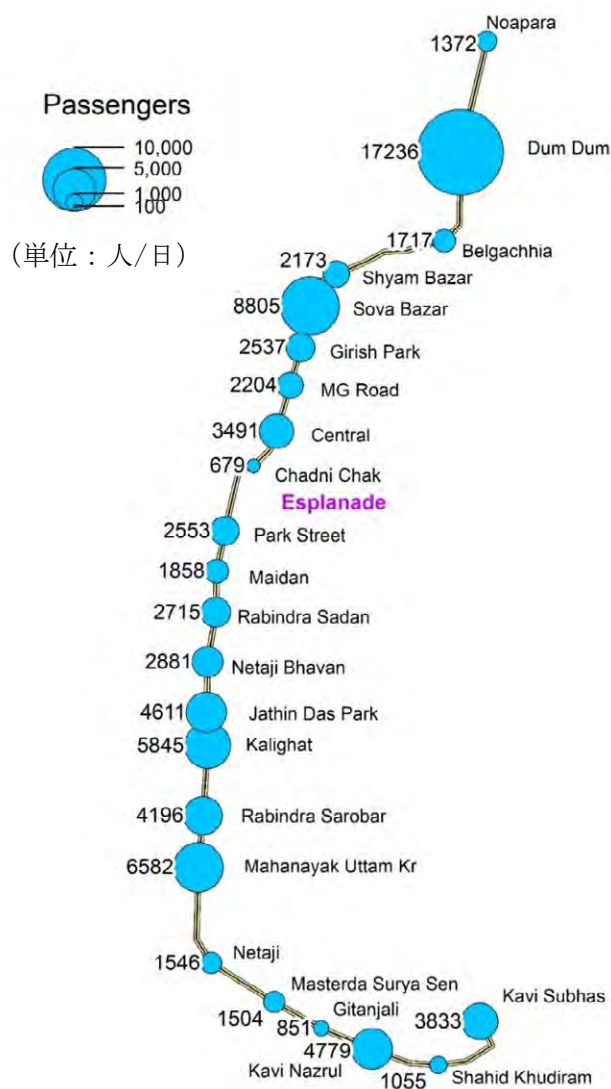 Noapara
1372
Passengers
10,000
5,000
1,000
100
(単位：人/日)
17236
Dum Dum
1717
Belgachhia
2173
Shyam Bazar
8805
Sova Bazar
2537
Girish Park
2204
MG Road
3491
Central
679
Chadni Chak
Esplanade
2553
Park Street
1858
Maidan
2715
Rabindra Sadan
2881
Netaji Bhavan
4611
Jathin Das Park
5845
Kalighat
4196
Rabindra Sarobar
6582
Mahanayak Uttam Kr
1546
Netaji
Masterda Surya Sen
1504
Gitanjali
851
Kavi Subhas
3833
4779
Kavi Nazrul
1055
Shahid Khudiram